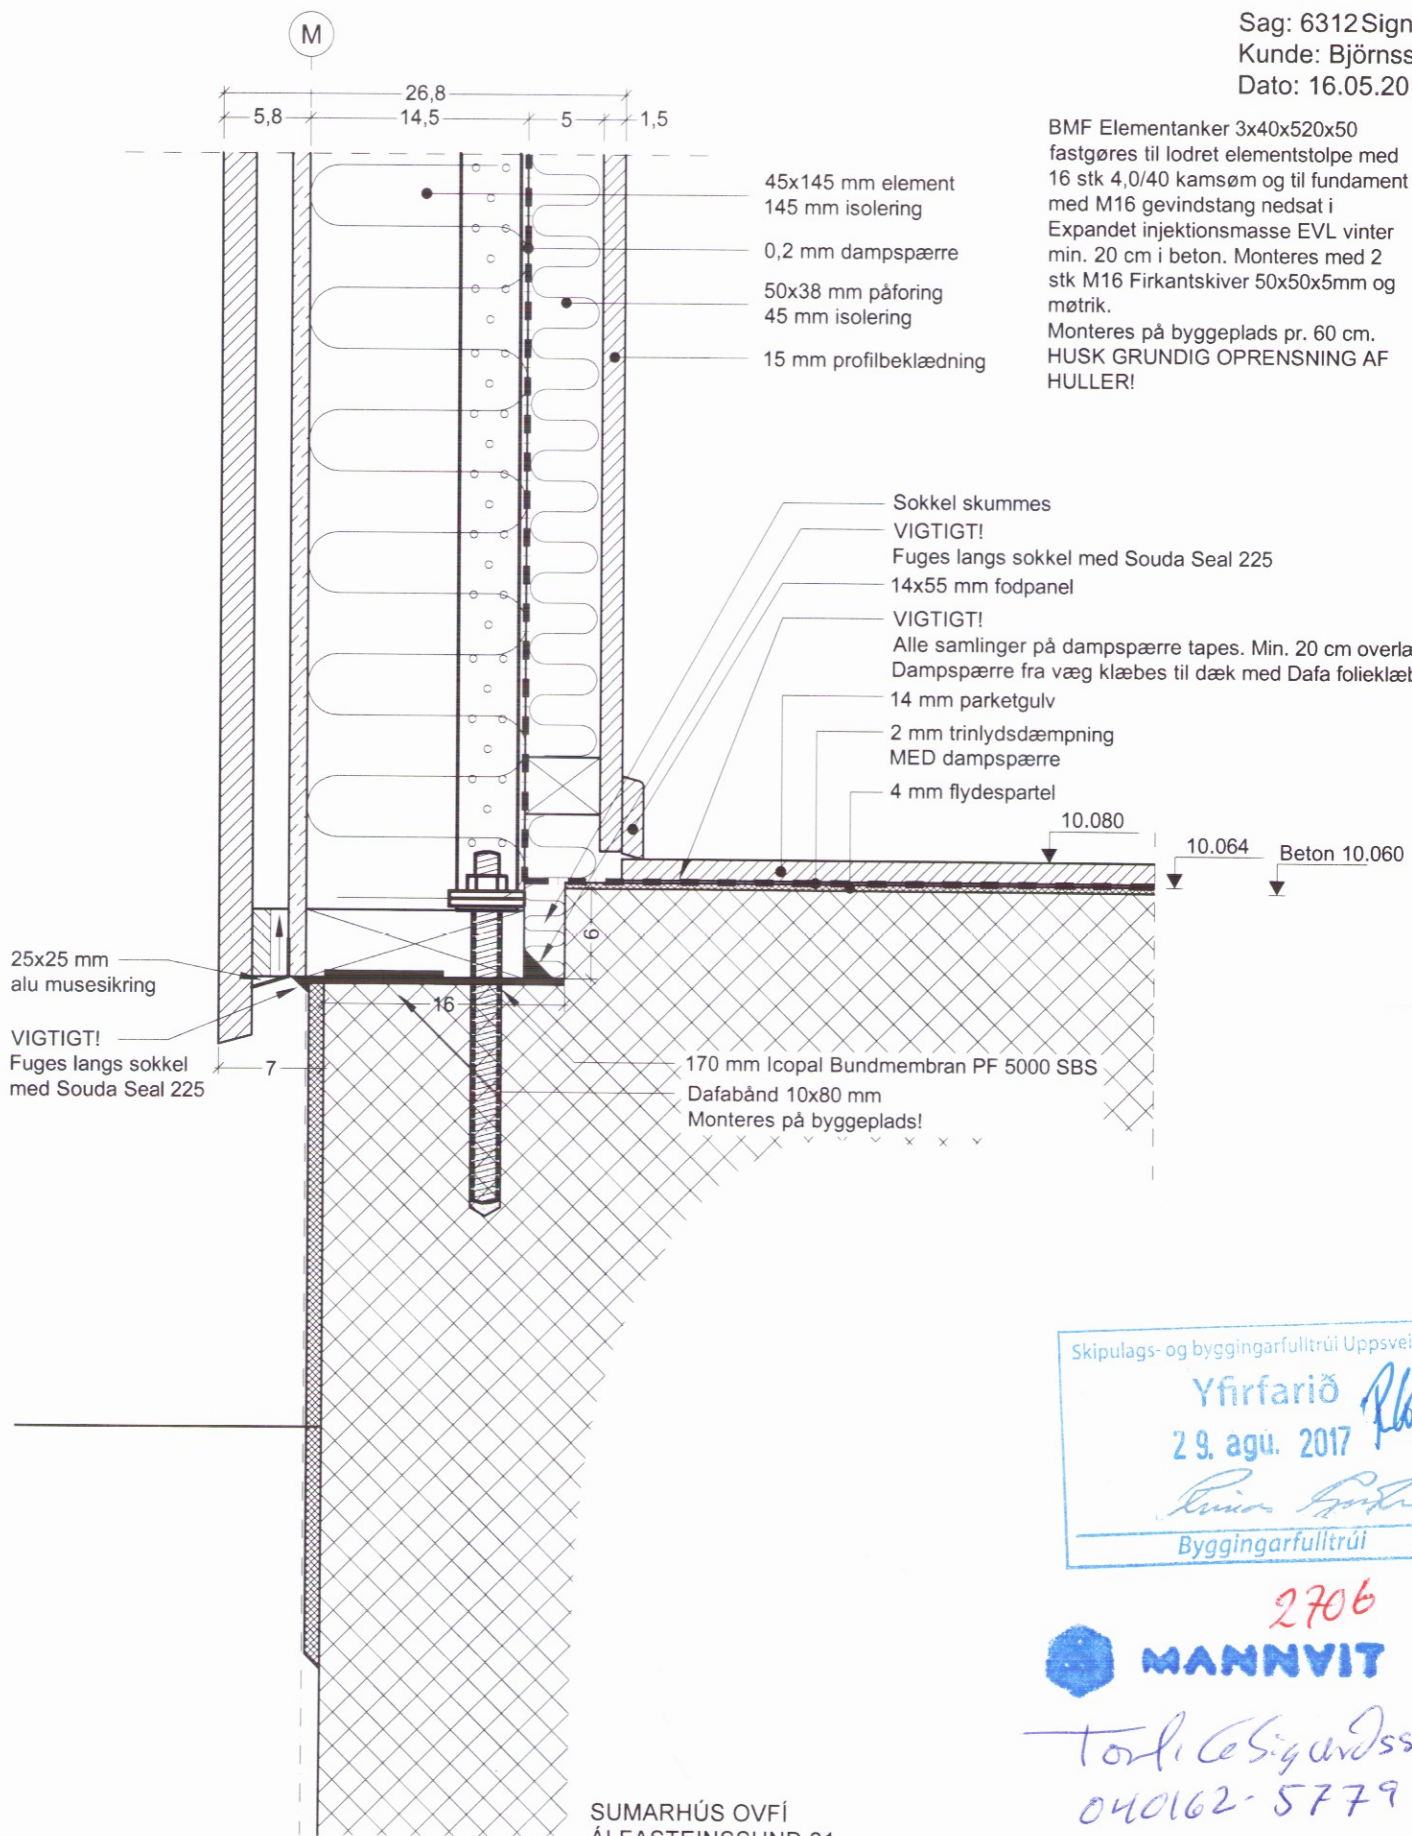 M
Sag: 6312 Sign
Kunde: Björnss
Dato: 16.05.20
26,8
5,8 14,5 5 1,5
BMF Elementanker 3x40x520x50
fastgøres til lodret elementstolpe med
16 stk 4,0/40 kamsøm og til fundament
med M16 gevindstang nedsat i
Expandet injektionsmasse EVL vinter
min. 20 cm i beton. Monteres med 2
stk M16 Firkantskiver 50x50x5mm og
møtrik.
Monteres på byggeplads pr. 60 cm.
HUSK GRUNDIG OPRENSNING AF
HULLER!
45x145 mm element
145 mm isolering
0,2 mm dampspærre
50x38 mm påforing
45 mm isolering
15 mm profilbeklædning
Sokkel skummes
VIGTIGT!
Fuges langs sokkel med Souda Seal 225
14x55 mm fodpanel
VIGTIGT!
Alle samlinger på dampspærre tapes. Min. 20 cm overlæ
Dampspærre fra væg klæbes til dæk med Dafa folieklæb
14 mm parketgulv
2 mm trinlydsdæmpning
MED dampspærre
4 mm flydespartel
10.080
10.064
Beton 10.060
6
25x25 mm
alu musesikring
16
VIGTIGT!
Fuges langs sokkel
med Souda Seal 225
7
170 mm Icopal Bundmembran PF 5000 SBS
Dafabånd 10x80 mm
Monteres på byggeplads!
Skipulags- og byggingarfulltrúi Uppsvei
Yfirfarið
29. agú. 2017
Byggingarfulltrúi
2706
MANNVIT
040162-5779
SUMARHÚS OVFÍ